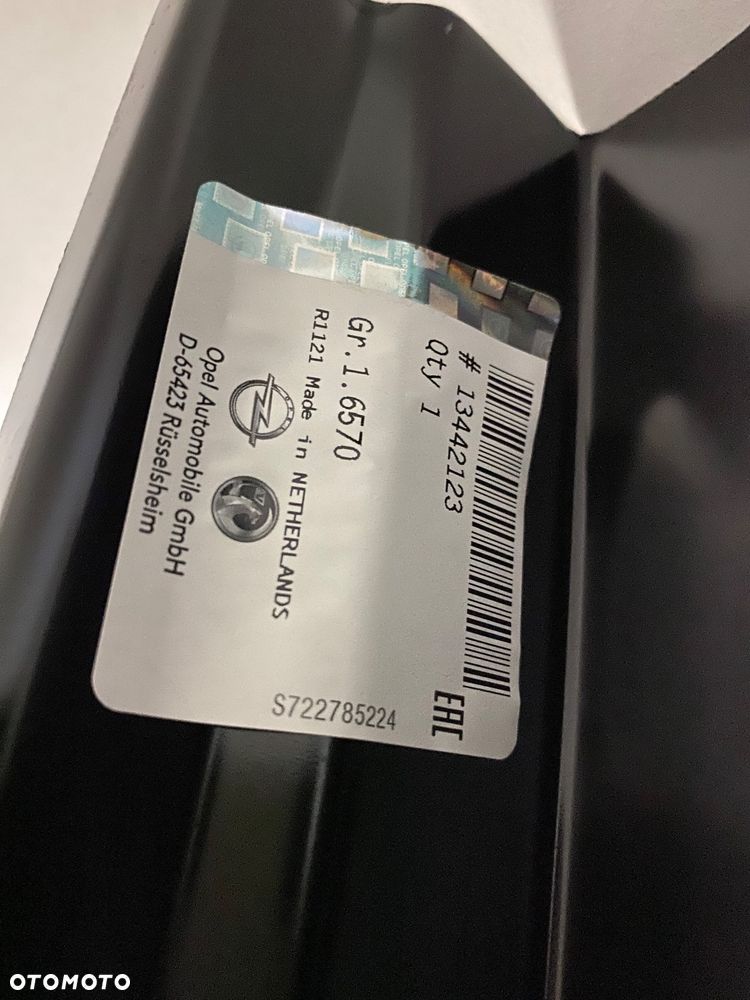 # 13442123
Qty 1
EAC
Gr.1.6570
R1121 Made in NETHERLANDS
Opel Automobile GmbH
D-65423 Rüsselsheim
S722785224
OTOMOTO